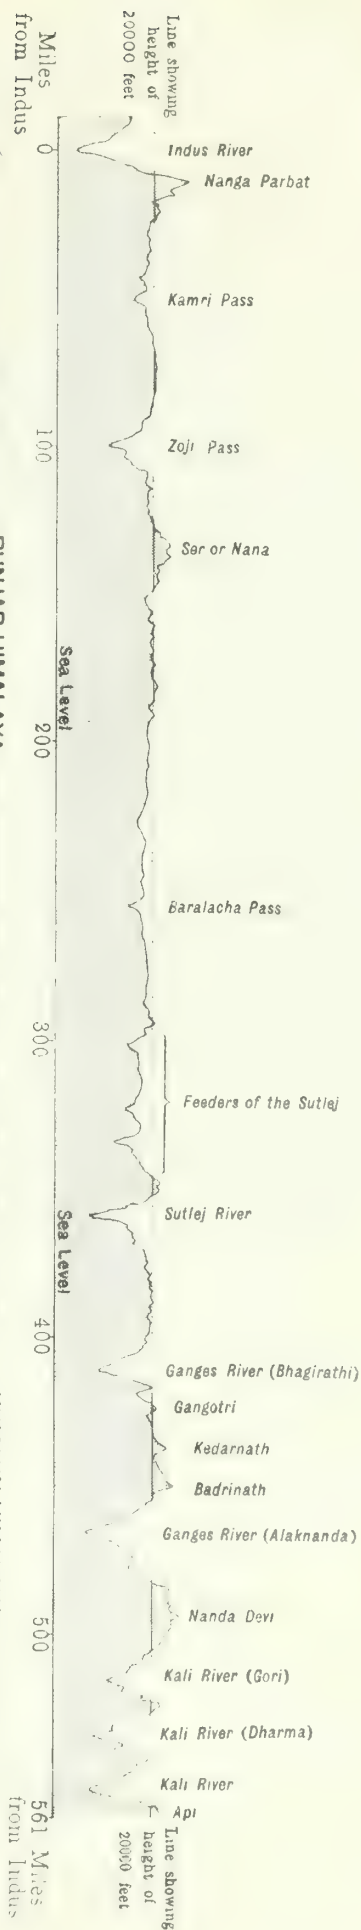 Line showing
height of
20000 feet
Miles
from Indus
0
Indus River
Nanga Parbat
Kamri Pass
100
Zoji Pass
Ser or Nana
Sea Level
200
Baralacha Pass
300
Feeders of the Sutlej
Sutlej River
Sea Level
400
Ganges River (Bhagirathi)
Gangotri
Kedarnath
Badrinath
Ganges River (Alaknanda)
Nanda Devi
500
Kali River (Gori)
Kali River (Dharma)
Kali River
Api
561 Miles
from Indus
Line showing
height of
20000 feet
PUNJAB HIMALAYA